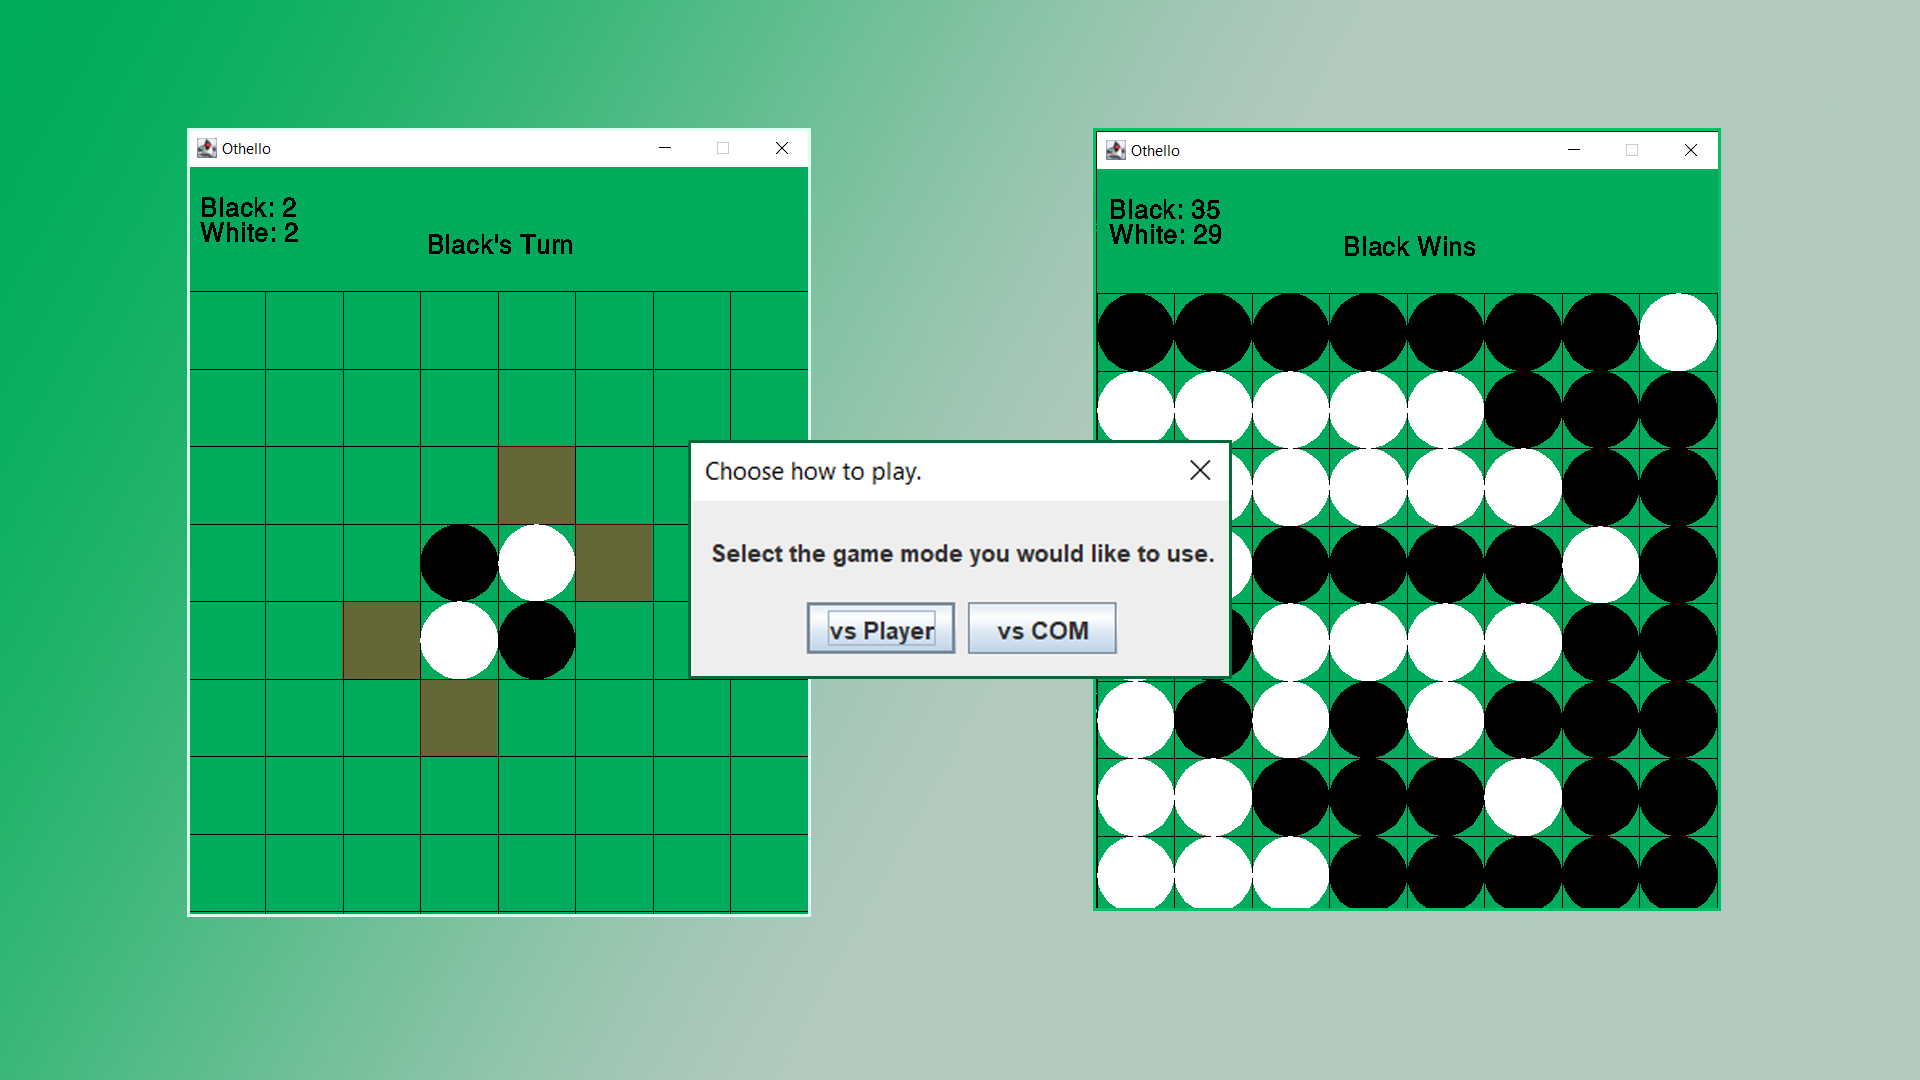 Othello
Black: 2
White: 2
Black's Turn
Othello
Black: 35
White: 29
Black Wins
Choose how to play.
Select the game mode you would like to use.
vs Player
vs COM